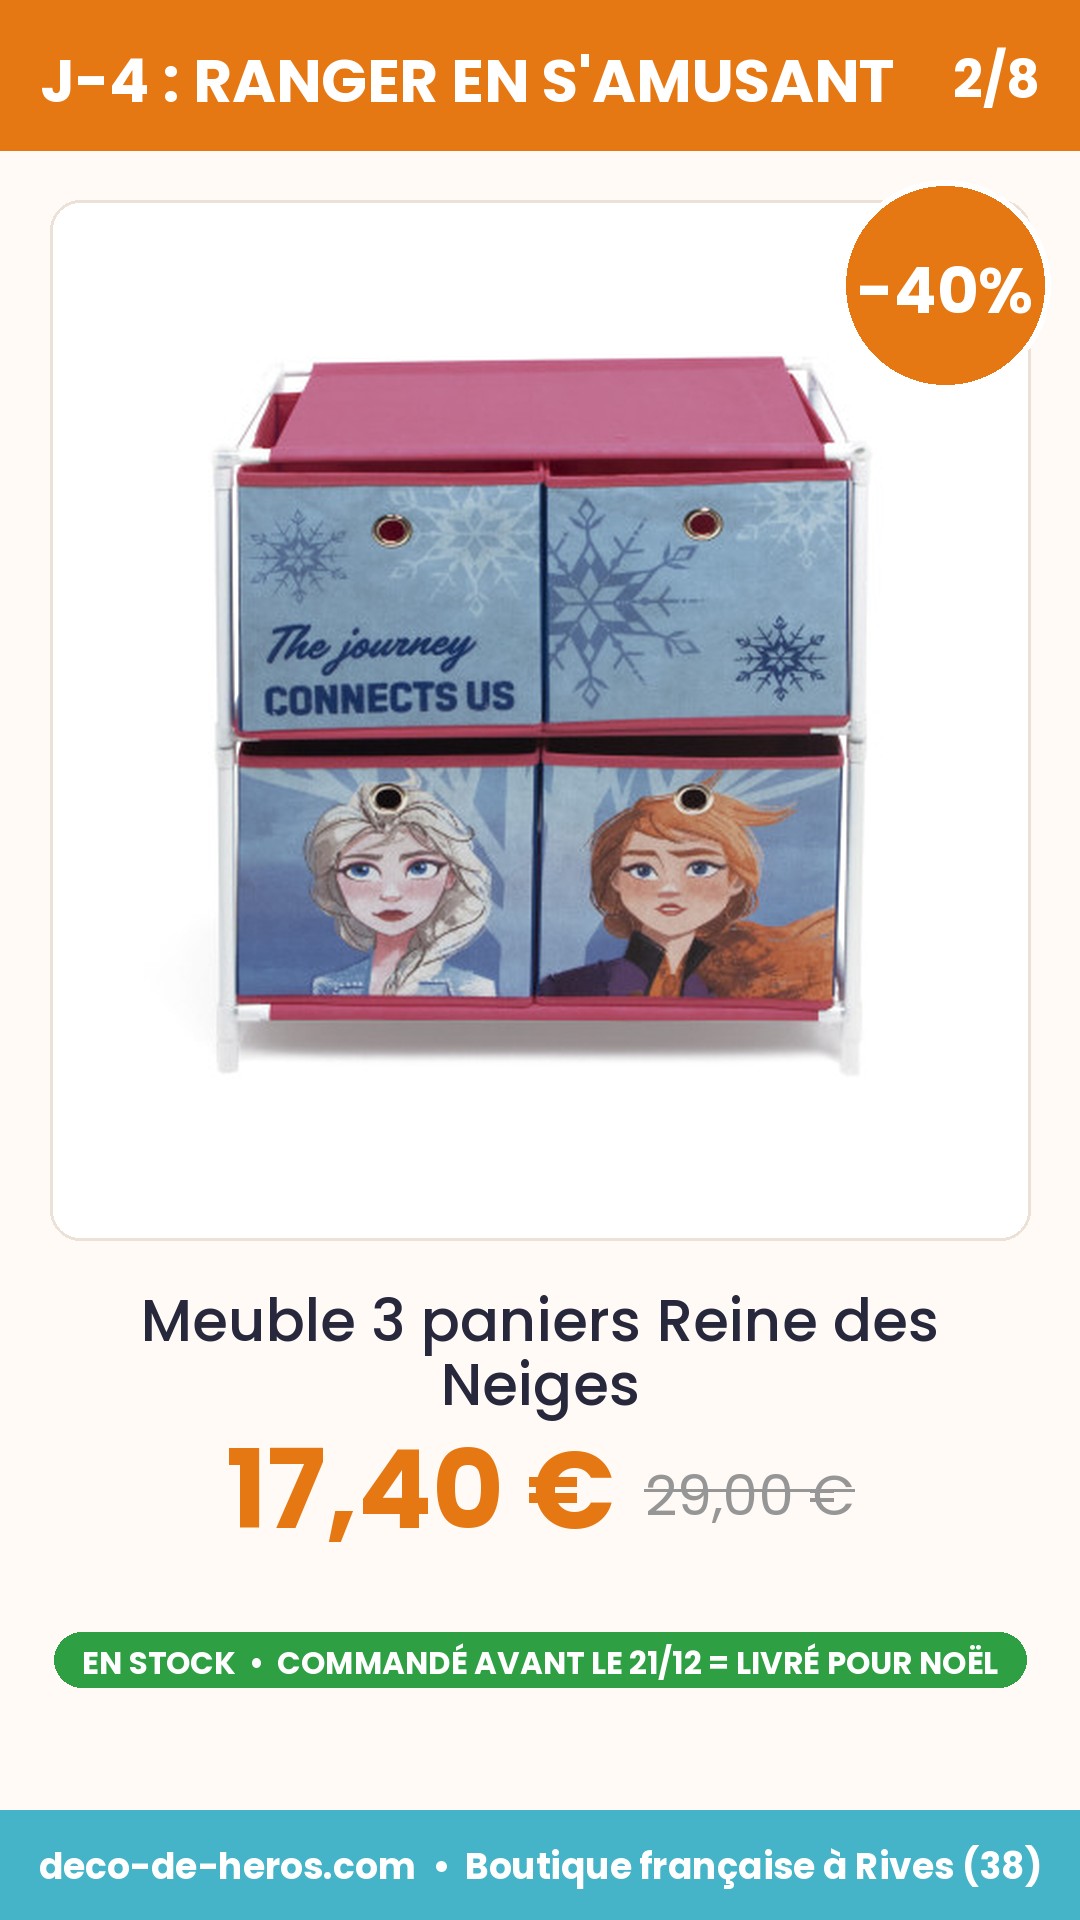 J-4 : RANGER EN S'AMUSANT 2/8
-40%
The journey
CONNECTS US
Meuble 3 paniers Reine des
Neiges
17,40 € 29,00 €
EN STOCK • COMMANDÉ AVANT LE 21/12 = LIVRÉ POUR NOËL
deco-de-heros.com • Boutique française à Rives (38)